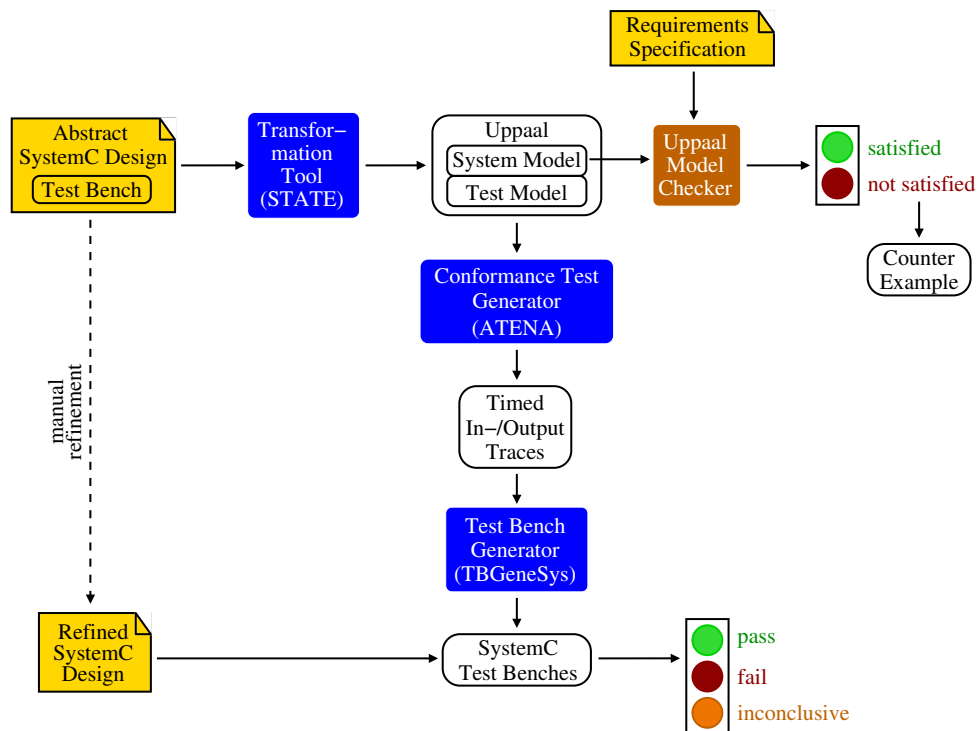 Requirements
Specification
Abstract
SystemC Design
Test Bench
Transfor–
mation
Tool
(STATE)
Uppaal
System Model
Test Model
Uppaal
Model
Checker
satisfied
not satisfied
Counter
Example
Conformance Test
Generator
(ATENA)
manual
refinement
Timed
In–/Output
Traces
Test Bench
Generator
(TBGeneSys)
Refined
SystemC
Design
SystemC
Test Benches
pass
fail
inconclusive